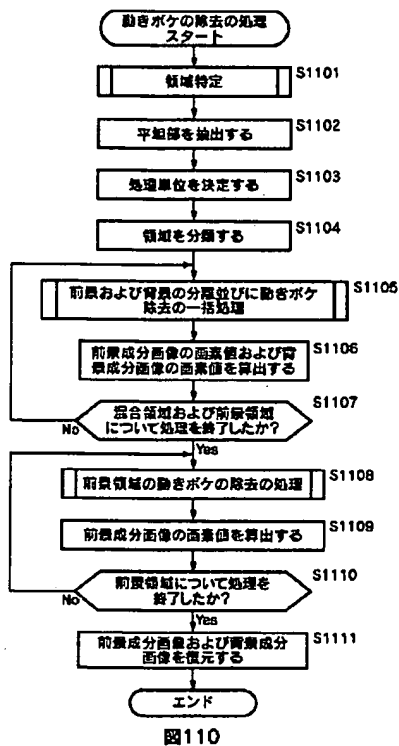 動きボケの除去の処理
スタート
S1101
領域特定
S1102
平坦部を抽出する
S1103
処理単位を決定する
S1104
領域を分類する
S1105
前景および背景の分離並びに動きボケ
除去の一括処理
S1106
前景成分画像の画素値および背
景成分画像の画素値を算出する
S1107
混合領域および前景領域
について処理を終了したか?
No
Yes
S1108
前景領域の動きボケの除去の処理
S1109
前景成分画像の画素値を算出する
S1110
前景領域について処理を
終了したか?
No
Yes
S1111
前景成分画像および背景成分
画像を復元する
エンド
図110